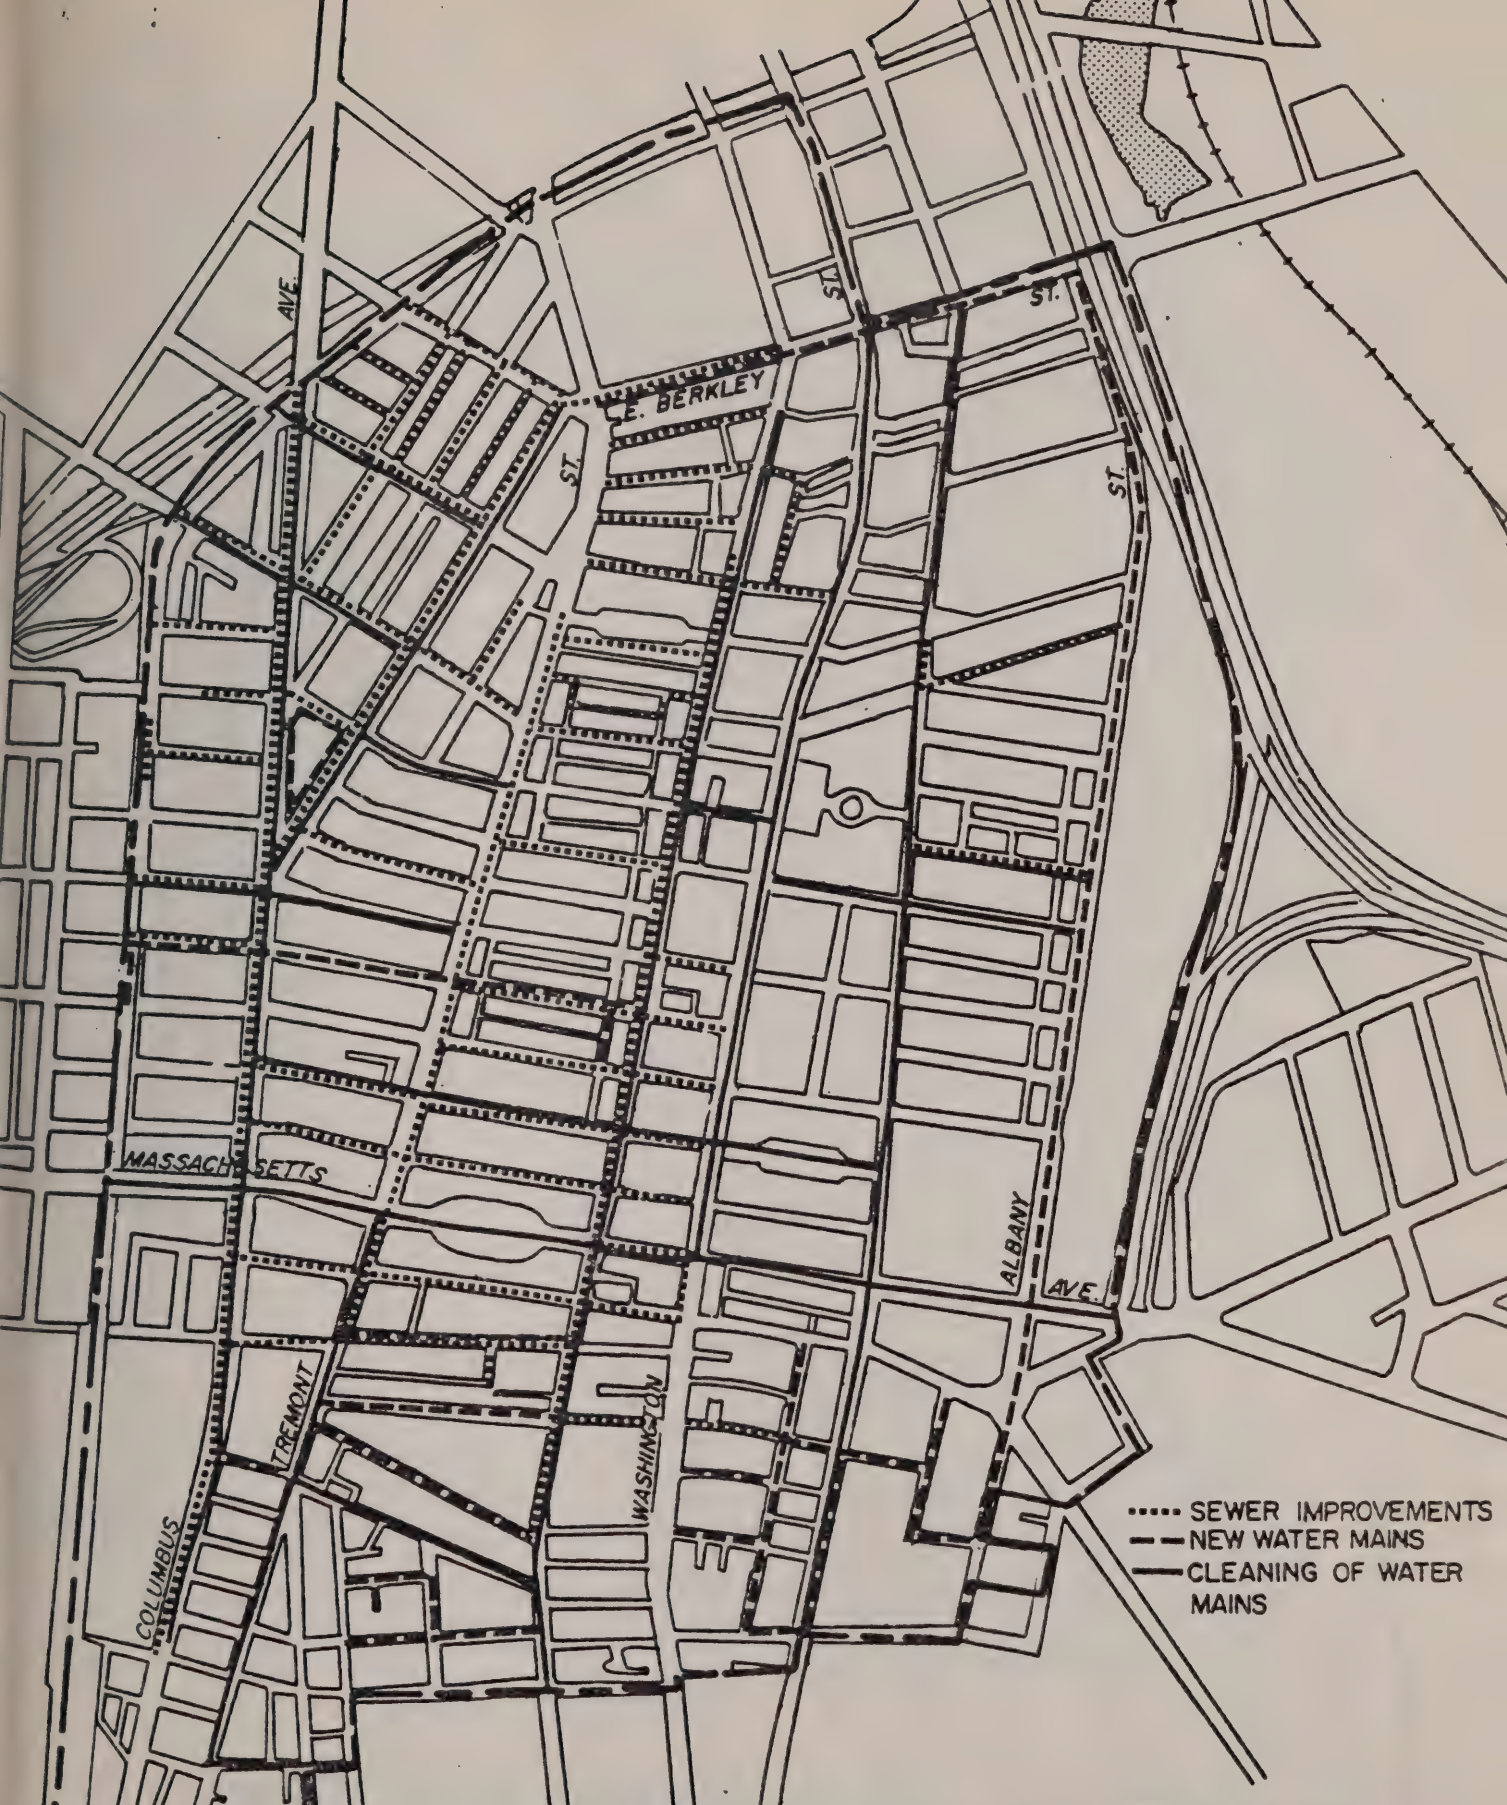 AVE.
ST.
ST.
E. BERKLEY
ST.
ST.
MASSACHUSETTS
ALBANY
AVE.
TREMONT
WASHINGTON
COLUMBUS
SEWER IMPROVEMENTS
NEW WATER MAINS
CLEANING OF WATER
MAINS